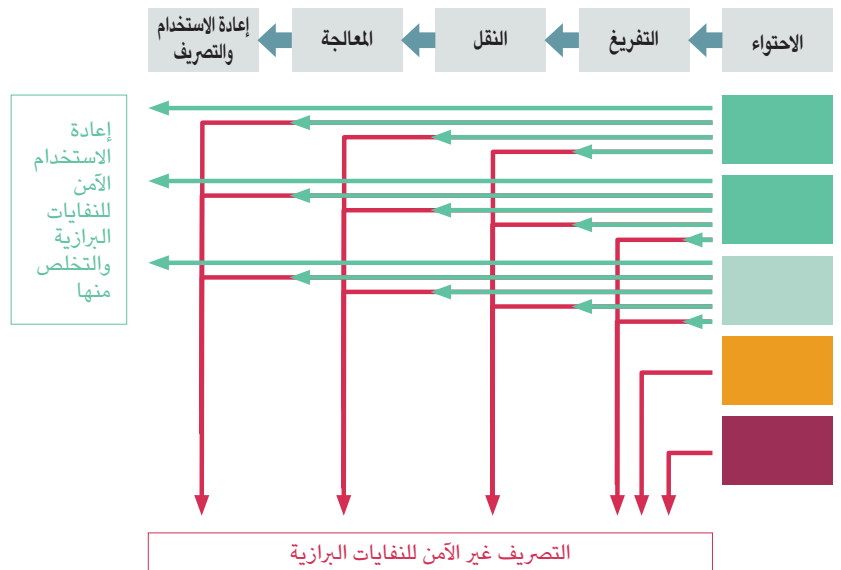 الاحتواء
التفريغ
النقل
المعالجة
إعادة الاستخدام
والتصريف
إعادة
الاستخدام
الآمن
للنفايات
البرازية
والتخلص
منها
التصريف غير الآمن للنفايات البرازية